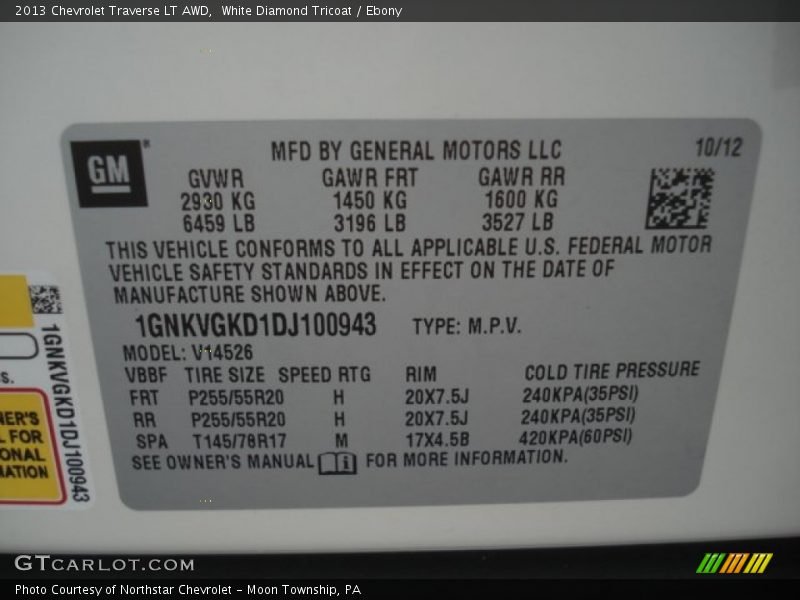 2013 Chevrolet Traverse LT AWD,  White Diamond Tricoat / Ebony
GM®
MFD BY GENERAL MOTORS LLC
10/12
GVWR GAWR FRT GAWR RR
2930 KG 1450 KG 1600 KG
6459 LB 3196 LB 3527 LB
THIS VEHICLE CONFORMS TO ALL APPLICABLE U.S. FEDERAL MOTOR
VEHICLE SAFETY STANDARDS IN EFFECT ON THE DATE OF
MANUFACTURE SHOWN ABOVE.
1GNKVGKD1DJ100943 TYPE: M.P.V.
MODEL: V14526
VBBF TIRE SIZE SPEED RTG RIM COLD TIRE PRESSURE
FRT P255/55R20 H 20X7.5J 240KPA(35PSI)
RR P255/55R20 H 20X7.5J 240KPA(35PSI)
SPA T145/78R17 M 17X4.5B 420KPA(60PSI)
SEE OWNER'S MANUAL FOR MORE INFORMATION.
1GNKVGKD1DJ100943
FOR
GTCARLOT.COM
Photo Courtesy of Northstar Chevrolet - Moon Township, PA